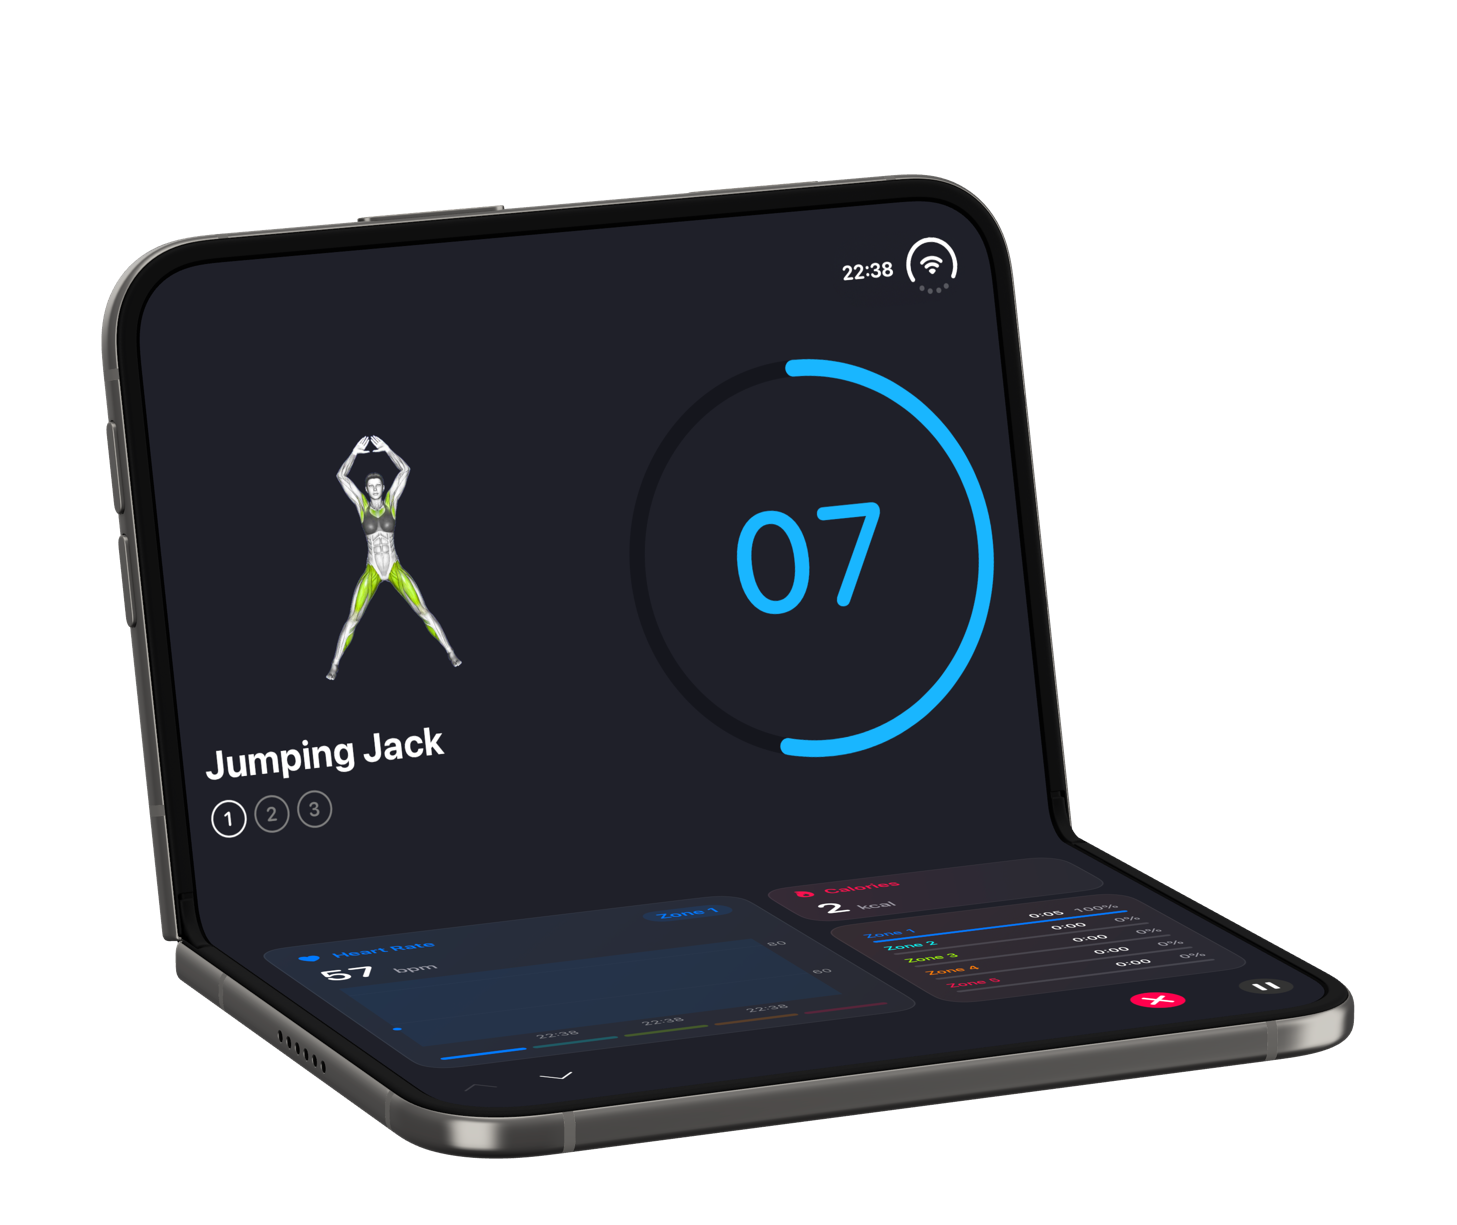 22:38
07
Jumping Jack
1 2 3
Heart Rate
Zone 1
57 bpm
80
60
22:38 22:38 22:38
Calories
2 kcal
Zone 1 0:05 100%
Zone 2 0:00 0%
Zone 3 0:00 0%
Zone 4 0:00 0%
Zone 5 0:00 0%